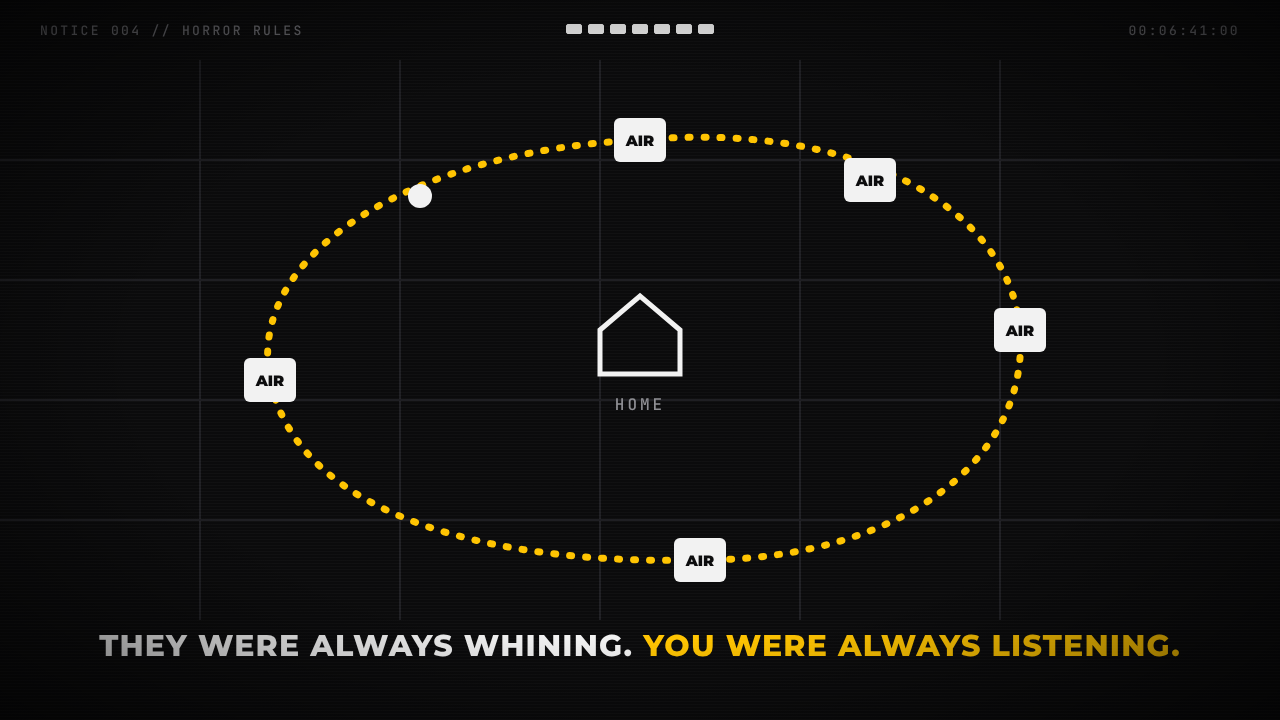 NOTICE 004 // HORROR RULES
00:06:41:00
AIR
AIR
AIR
AIR
HOME
AIR
THEY WERE ALWAYS WHINING. YOU WERE ALWAYS LISTENING.